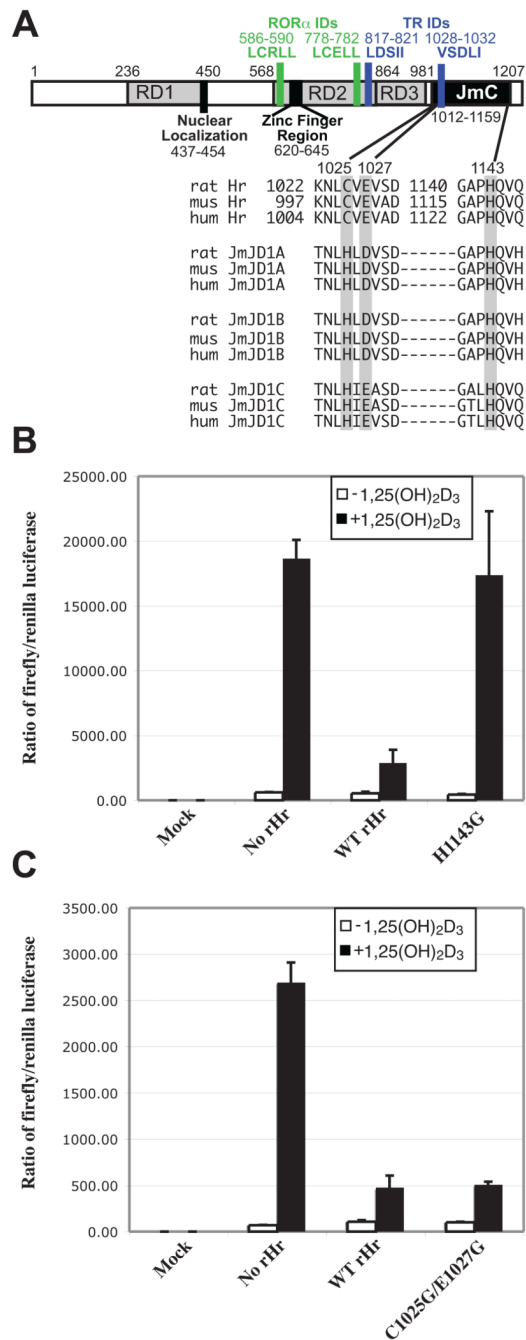 A
RORα IDs TR IDs
586-590 778-782 817-821 1028-1032
LCRLL LCELL LDSII VSDLI
1 236 450 568 864 981 1207
RD1 RD2 RD3 JmC
Nuclear Localization 437-454
Zinc Finger Region 620-645
1012-1159
1025 1027 1143
rat Hr 1022 KNLCVEVSD 1140 GAPHQVQ
mus Hr 997 KNLCVEVAD 1115 GAPHQVQ
hum Hr 1004 KNLCVEVAD 1122 GAPHQVQ
rat JmJD1A TNLHLDVSD------GAPHQVH
mus JmJD1A TNLHLDVSD------GAPHQVH
hum JmJD1A TNLHLDVSD------GAPHQVH
rat JmJD1B TNLHLDVSD------GAPHQVH
mus JmJD1B TNLHLDVSD------GAPHQVH
hum JmJD1B TNLHLDVSD------GAPHQVH
rat JmJD1C TNLHIEASD------GALHQVQ
mus JmJD1C TNLHIEASD------GTLHQVQ
hum JmJD1C TNLHIEVSD------GTLHQVQ
B
Ratio of firefly/renilla luciferase
25000.00
20000.00
15000.00
10000.00
5000.00
0.00
-1,25(OH)₂D₃
+1,25(OH)₂D₃
Mock
No rHr
WT rHr
H1143G
C
Ratio of firefly/renilla luciferase
3500.00
3000.00
2500.00
2000.00
1500.00
1000.00
500.00
0.00
-1,25(OH)₂D₃
+1,25(OH)₂D₃
Mock
No rHr
WT rHr
C1025G/E1027G